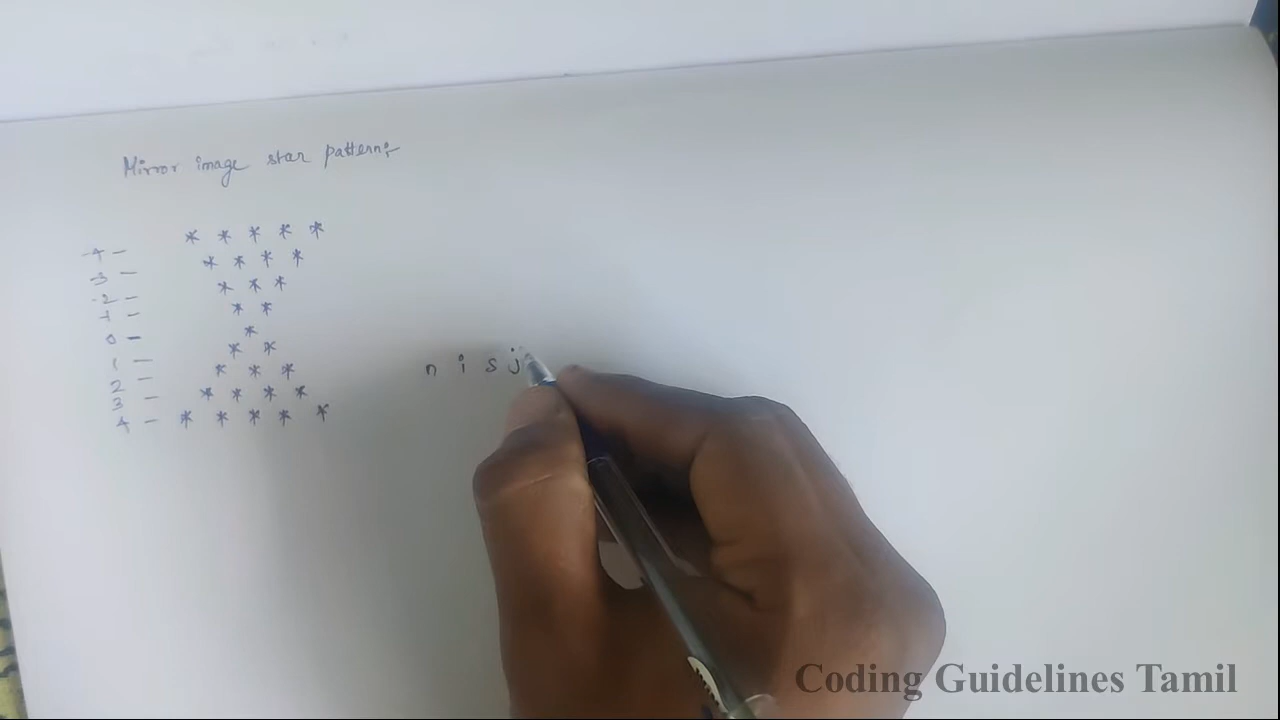 Mirror image star pattern:-
-4 - * * * * *
-3 - * * * *
-2 - * * *
-1 - * *
0 - *
1 - * *
2 - * * *
3 - * * * *
4 - * * * * *
n i s j
Coding Guidelines Tamil